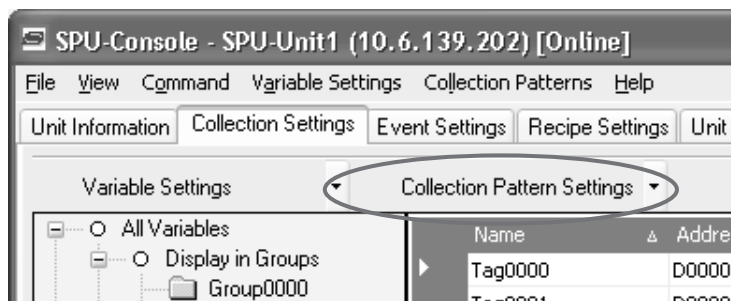 SPU-Console - SPU-Unit1 (10.6.139.202) [Online]
File View Command Variable Settings Collection Patterns Help
Unit Information Collection Settings Event Settings Recipe Settings Unit
Variable Settings Collection Pattern Settings
All Variables Name Addre
Display in Groups Tag0000 D0000
Group0000